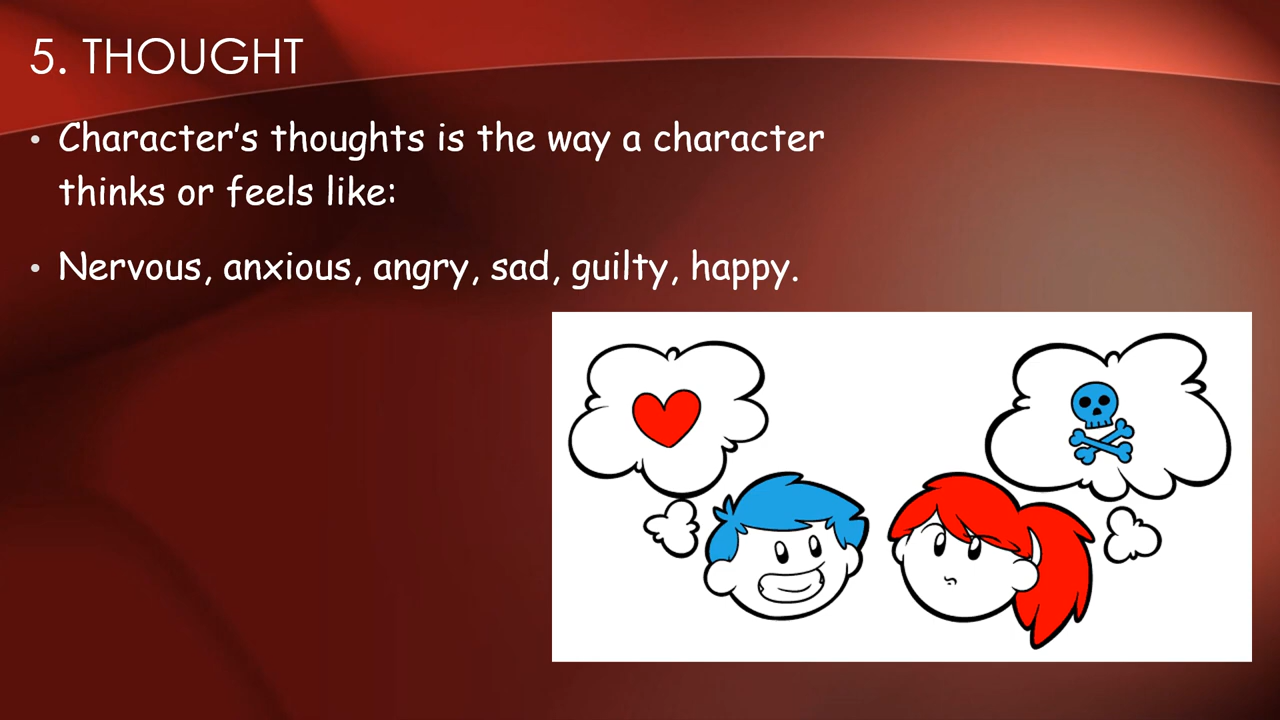 5. THOUGHT
• Character’s thoughts is the way a character
thinks or feels like:
• Nervous, anxious, angry, sad, guilty, happy.